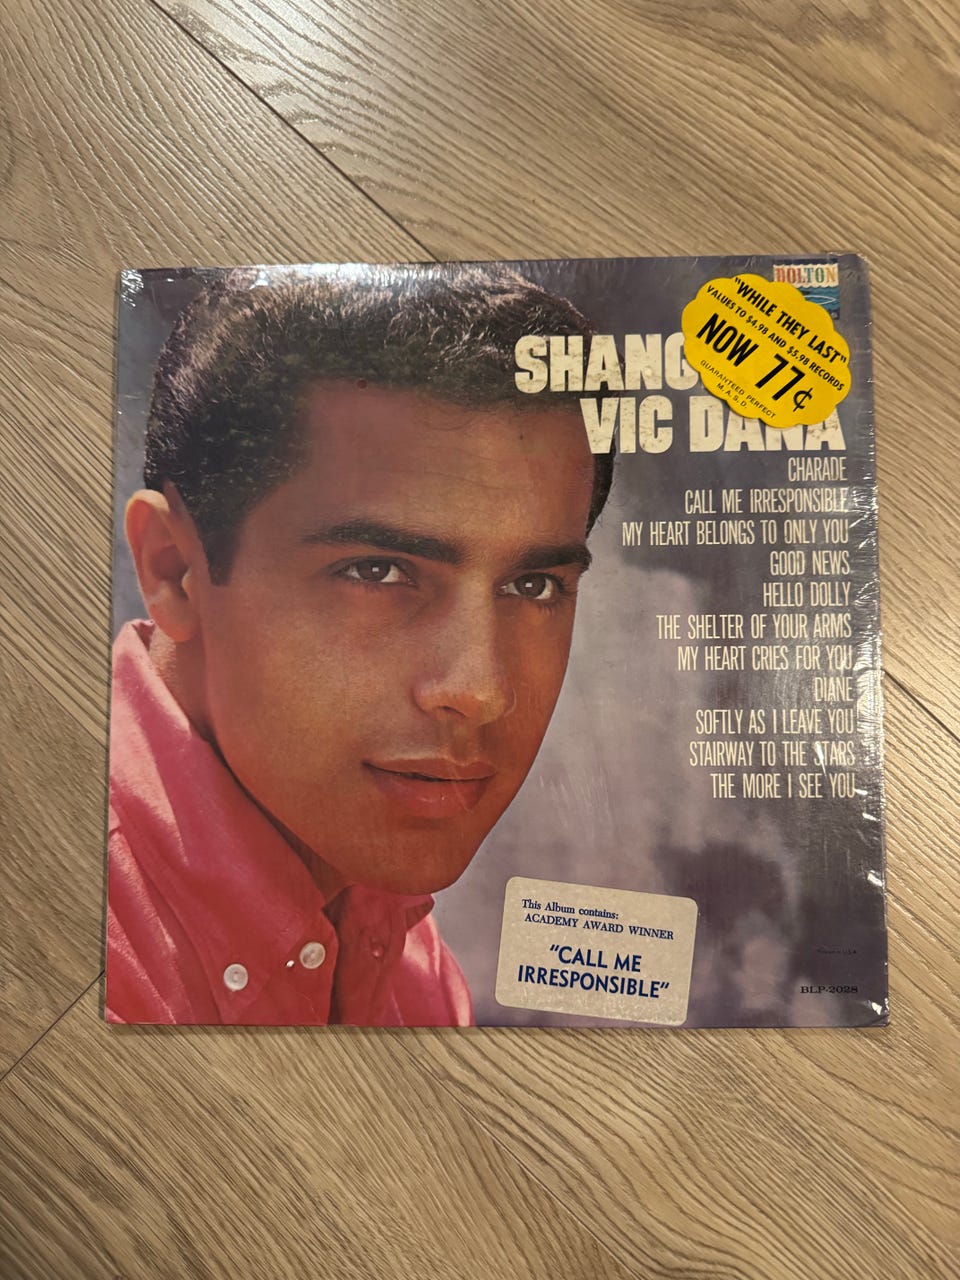 DOLTON
"WHILE THEY LAST"
VALUES TO $4.98 AND $5.98 RECORDS
NOW 77¢
GUARANTEED PERFECT
M.A.S.D.
SHANG
VIC DANA
CHARADE
CALL ME IRRESPONSIBLE
MY HEART BELONGS TO ONLY YOU
GOOD NEWS
HELLO DOLLY
THE SHELTER OF YOUR ARMS
MY HEART CRIES FOR YOU
DIANE
SOFTLY AS I LEAVE YOU
STAIRWAY TO THE STARS
THE MORE I SEE YOU
This Album contains:
ACADEMY AWARD WINNER
"CALL ME
IRRESPONSIBLE"
Printed in U.S.A.
BLP-2028